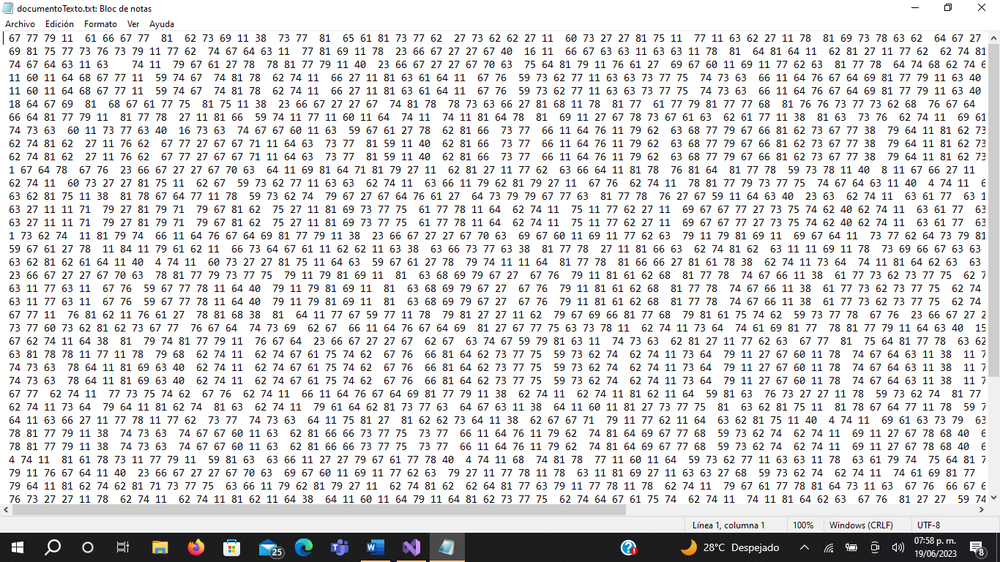 documentoTexto.txt: Bloc de notas
Archivo Edición Formato Ver Ayuda
67 77 79 11 61 66 67 77 81 62 73 69 11 38 73 77 81 65 61 81 73 77 62 27 73 62 62 27 11 60 73 27 27 81 75 11 77 11 63 62 27 11 78 81 69 73 78 63 62 64 67 27
69 81 75 77 73 76 73 79 11 77 62 74 67 64 63 11 77 81 69 11 78 23 66 67 27 27 67 40 16 11 66 67 63 63 11 63 63 11 78 81 64 81 64 11 62 81 27 11 77 62 62 74 81
74 67 64 63 11 63 74 11 79 67 61 27 78 78 81 77 79 11 40 23 66 67 27 27 67 70 63 75 64 81 79 11 76 61 27 69 67 60 11 69 11 77 62 63 81 77 78 64 74 68 62 74
11 60 11 64 68 67 77 11 59 74 67 74 81 78 62 74 11 66 27 11 81 63 61 64 11 67 76 59 73 62 77 11 63 63 73 77 75 74 73 63 66 11 64 76 67 64 69 81 77 79 11 63 40
11 60 11 64 68 67 77 11 59 74 67 74 81 78 62 74 11 66 27 11 81 63 61 64 11 67 76 59 73 62 77 11 63 63 73 77 75 74 73 63 66 11 64 76 67 64 69 81 77 79 11 63 40
18 64 67 69 81 68 67 61 77 75 81 75 11 38 23 66 67 27 27 67 74 81 78 78 73 63 66 27 81 68 11 78 81 77 61 77 79 81 77 77 68 81 76 76 73 77 73 62 68 76 67 64
66 64 81 77 79 11 81 77 78 27 11 81 66 59 74 11 77 11 60 11 64 74 11 74 11 81 64 78 81 69 11 27 67 78 73 67 61 63 62 61 77 11 38 81 63 73 76 62 74 11 69 61
74 73 63 60 11 73 77 63 40 16 73 63 74 67 67 60 11 63 59 67 61 27 78 62 81 66 73 77 66 11 64 76 11 79 62 63 68 77 79 67 66 81 62 73 67 77 38 79 64 11 81 62 73
62 74 81 62 27 11 76 62 67 77 27 67 67 71 11 64 63 73 77 81 59 11 40 62 81 66 73 77 66 11 64 76 11 79 62 63 68 77 79 67 66 81 62 73 67 77 38 79 64 11 81 62 73
62 74 81 62 27 11 76 62 67 77 27 67 67 71 11 64 63 73 77 81 59 11 40 62 81 66 73 77 66 11 64 76 11 79 62 63 68 77 79 67 66 81 62 73 67 77 38 79 64 11 81 62 73
1 67 64 78 67 76 23 66 67 27 27 67 70 63 64 11 69 81 64 71 81 79 27 11 62 81 27 11 77 62 63 66 64 11 81 78 76 81 64 81 77 78 59 73 78 11 40 8 11 67 66 27 11
62 74 11 60 73 27 27 81 75 11 62 67 59 73 62 77 11 63 63 62 74 11 63 66 11 79 62 81 79 27 11 67 76 62 74 11 78 81 77 79 73 77 75 74 67 64 63 11 40 4 74 11
63 62 81 75 11 38 81 78 67 64 77 11 78 59 73 62 74 79 67 27 67 64 76 61 27 64 73 79 79 67 77 63 81 77 78 76 27 67 59 11 64 63 40 23 63 62 74 11 63 61 77 63
63 27 11 11 71 79 27 81 79 71 79 67 81 62 75 27 11 81 69 73 77 75 61 77 78 11 64 62 74 11 75 11 77 62 27 11 69 67 67 77 27 73 75 74 62 40 62 74 11 63 61 77 63
63 27 11 11 71 79 27 81 79 71 79 67 81 62 75 27 11 81 69 73 77 75 61 77 78 11 64 62 74 11 75 11 77 62 27 11 69 67 67 77 27 73 75 74 62 40 62 74 11 63 61 77 63
1 73 62 74 11 81 79 74 66 11 64 76 67 64 69 81 77 79 11 38 23 66 67 27 27 67 70 63 69 67 60 11 69 11 77 62 63 79 11 79 81 69 11 69 67 64 11 73 77 62 64 73 79 81
59 67 61 27 78 11 84 11 79 61 62 11 66 73 64 67 61 11 62 62 11 63 38 63 66 73 77 63 38 81 77 78 27 11 81 66 63 62 74 81 62 63 11 11 69 11 78 73 69 66 67 63 63
63 62 81 62 61 64 11 40 4 74 11 60 73 27 27 81 75 11 64 63 59 67 61 27 78 79 74 11 11 64 81 77 78 81 66 66 27 81 61 78 38 62 74 11 73 64 74 11 81 64 62 63 63
23 66 67 27 27 67 70 63 78 81 77 79 73 77 75 79 11 79 81 69 11 81 63 68 69 79 67 27 67 76 79 11 81 61 62 68 81 77 78 74 67 66 11 38 61 77 73 62 73 77 75 62
63 11 77 63 11 67 76 59 67 77 78 11 64 40 79 11 79 81 69 11 81 63 68 69 79 67 27 67 76 79 11 81 61 62 68 81 77 78 74 67 66 11 38 61 77 73 62 73 77 75 62 74
63 11 77 63 11 67 76 59 67 77 78 11 64 40 79 11 79 81 69 11 81 63 68 69 79 67 27 67 76 79 11 81 61 62 68 81 77 78 74 67 66 11 38 61 77 73 62 73 77 75 62 74
67 77 11 76 81 62 11 76 61 27 78 81 68 38 81 64 11 77 67 59 77 11 78 79 81 27 27 11 62 79 67 69 66 81 77 68 79 81 61 75 74 62 59 73 77 78 67 76 23 66 67 27
73 77 60 73 62 81 62 73 67 77 76 67 64 74 73 69 62 67 66 11 64 76 67 64 69 81 27 67 77 75 63 73 78 11 62 74 11 73 64 74 61 69 81 77 78 81 77 79 11 64 63 40
67 62 74 11 64 38 81 79 74 81 77 79 11 76 67 64 23 66 67 27 27 67 62 67 63 74 67 59 79 81 63 11 74 73 63 62 81 27 11 77 62 63 67 77 81 75 64 81 77 78 63 62
63 81 78 78 11 77 11 78 79 68 62 74 11 62 74 67 61 75 74 62 67 76 66 81 64 62 73 77 75 59 73 62 74 62 74 11 73 64 79 11 27 67 60 11 78 74 67 64 63 11 38 11
74 73 63 78 64 11 81 69 63 40 62 74 11 62 74 67 61 75 74 62 67 76 66 81 64 62 73 77 75 59 73 62 74 62 74 11 73 64 79 11 27 67 60 11 78 74 67 64 63 11 38 11
74 73 63 78 64 11 81 69 63 40 62 74 11 62 74 67 61 75 74 62 67 76 66 81 64 62 73 77 75 59 73 62 74 62 74 11 73 64 79 11 27 67 60 11 78 74 67 64 63 11 38 11
67 77 62 74 11 77 73 75 74 62 67 76 62 74 11 66 11 64 76 67 64 69 81 77 79 11 38 62 74 11 62 74 11 81 62 11 64 59 81 63 76 73 27 27 11 78 59 73 62 74 81 77
62 74 11 73 64 79 64 11 81 62 74 81 63 62 74 11 79 61 64 62 81 73 77 63 64 67 63 11 38 64 11 60 11 81 27 73 77 75 81 63 62 81 75 11 81 78 67 64 77 11 78 59
64 11 63 66 27 11 77 78 11 77 62 73 77 74 73 63 64 11 75 81 27 81 62 62 73 64 11 38 62 67 67 71 79 11 77 62 11 64 63 62 81 75 11 40 4 74 11 69 61 63 73 79
78 81 77 79 11 38 74 73 63 74 67 67 60 11 63 62 81 66 66 73 77 75 73 77 66 11 64 76 11 79 62 74 81 64 69 67 77 68 59 73 62 74 62 74 11 69 11 27 67 78 68 40
78 81 77 79 11 38 74 73 63 74 67 67 60 11 63 62 81 66 66 73 77 75 73 77 66 11 64 76 11 79 62 74 81 64 69 67 77 68 59 73 62 74 62 74 11 69 11 27 67 78 68 40
4 74 11 81 61 78 73 11 77 79 11 59 81 63 63 66 11 27 27 79 67 61 77 78 40 4 74 11 68 74 81 78 77 11 60 11 64 59 73 62 77 11 63 63 11 78 63 61 79 74 75 64 81
79 11 76 67 64 11 40 23 66 67 27 27 67 70 63 69 67 60 11 69 11 77 62 63 79 27 11 77 78 11 78 63 11 81 69 27 11 63 63 27 68 59 73 62 74 62 74 11 74 61 69 81 77
79 64 11 81 62 74 62 81 71 73 77 75 63 66 11 79 62 81 79 27 11 62 74 81 62 62 64 81 77 63 79 11 77 78 11 78 62 74 11 79 67 61 77 78 81 64 73 11 63 67 76 66 67
76 73 27 27 11 78 62 74 11 62 74 11 81 62 11 64 38 64 11 60 11 64 79 11 64 81 62 73 77 75 62 74 64 67 61 75 74 62 74 11 74 11 81 64 62 63 67 76 81 27 27 59 74
Línea 1, columna 1 100% Windows (CRLF) UTF-8
25 28°C Despejado 07:58 p. m.
19/06/2023 8